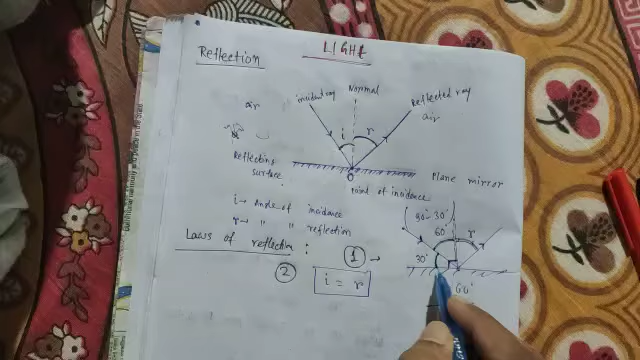 LIGHt
Reflection
incident ray
Normal
Reflected ray
air
air
i
r
Reflecting
surface
O
Plane mirror
point of incidence
i → Angle of incidence
r → " " reflection
Laws of reflection :
① →
② i = r
90°-30°
60°
r
30°
60°